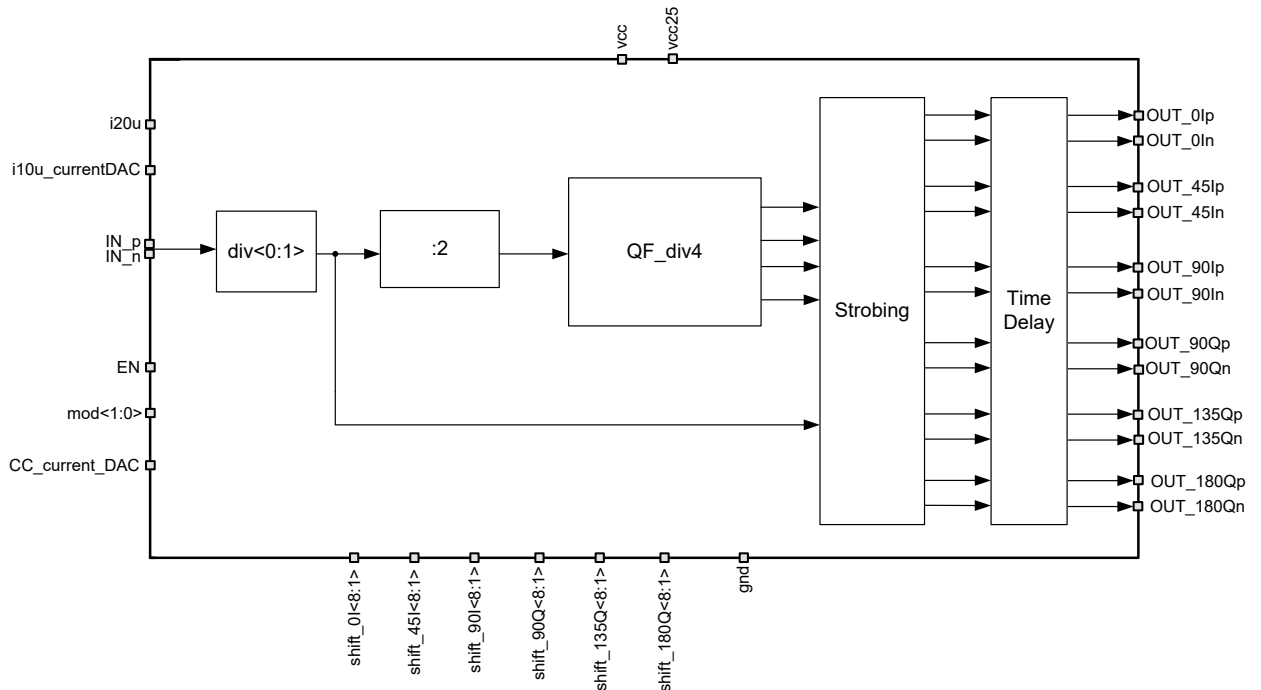 vcc
vcc25
i20u
i10u_currentDAC
IN_p
IN_n
EN
mod<1:0>
CC_current_DAC
div<0:1>
:2
QF_div4
Strobing
Time
Delay
OUT_0Ip
OUT_0In
OUT_45Ip
OUT_45In
OUT_90Ip
OUT_90In
OUT_90Qp
OUT_90Qn
OUT_135Qp
OUT_135Qn
OUT_180Qp
OUT_180Qn
shift_0I<8:1>
shift_45I<8:1>
shift_90I<8:1>
shift_90Q<8:1>
shift_135Q<8:1>
shift_180Q<8:1>
gnd